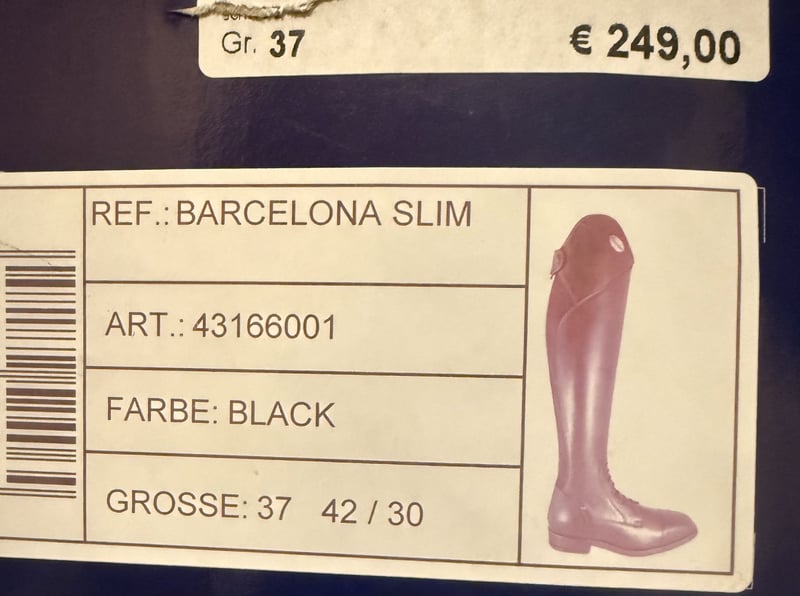 Gr. 37
€ 249,00
REF.: BARCELONA SLIM
ART.: 43166001
FARBE: BLACK
GROSSE: 37 42 / 30